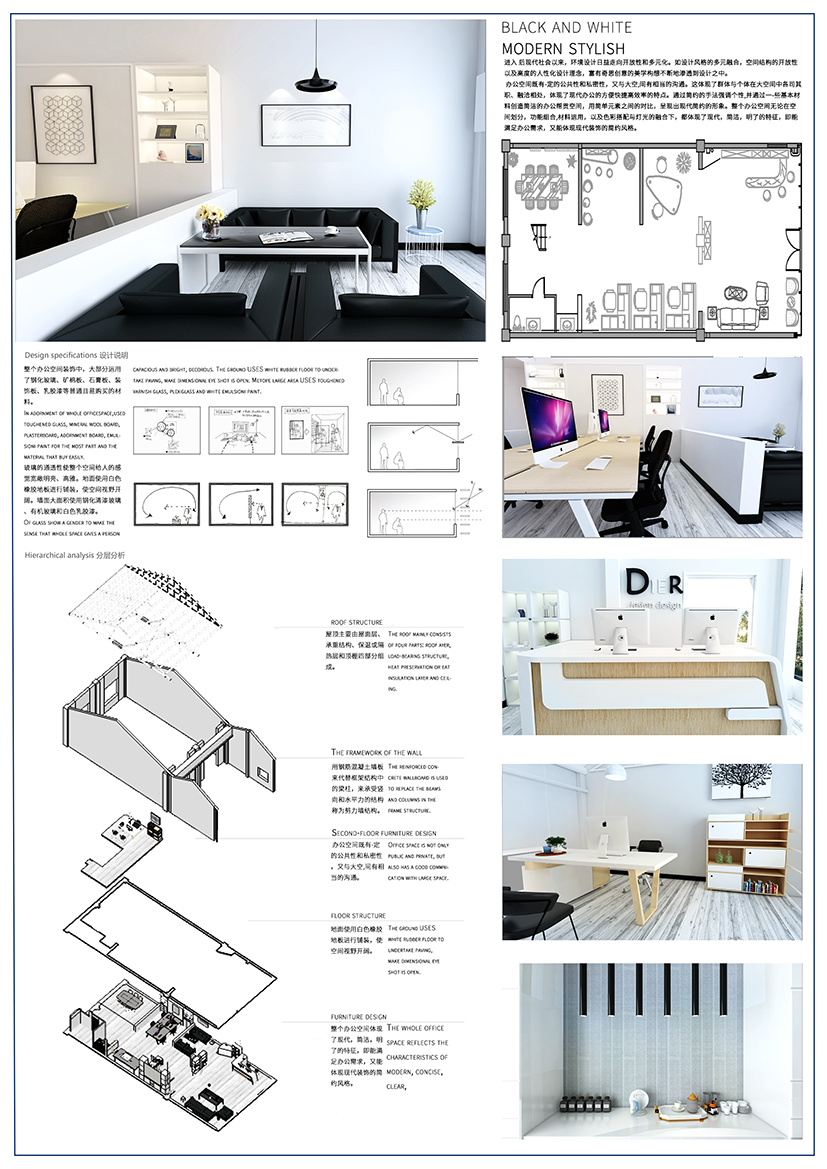 BLACK AND WHITE
MODERN STYLISH
进入后现代社会以来，环境设计日益走向开放性和多元化。如设计风格的多元融合，空间结构的开放性
以及高度的人性化设计理念，富有奇思创意的美学构想不断地渗透到设计之中。
办公空间既有-定的公共性和私密性，又与大空,间有相当的沟通。这体现了群体与个体在大空间中各司其
职、融洽相处，体现了现代办公的方便快捷高效率的特点。通过简约的手法强调个性,并通过一些基本材
料创造简洁的办公帮贾空间，用简单元素之间的对比，呈现出现代简约的形象。整个办公空间无论在空
间划分，功能组合,材料运用，以及色彩搭配与灯光的融合下，都体现了现代，简洁，明了的特征，即能
满足办公需求，又能体现现代装饰的简约风格。
Design specifications 设计说明
整个办公空间装饰中，大部分运用
了钢化玻璃、矿棉板、石膏板、装
饰板、乳胶漆等普通且易购买的材
料。
IN ADORNMENT OF WHOLE OFFICESPACE,USED
TOUGHENED GLASS, MINERAL WOOL BOARD,
PLASTERBOARD, ADORNMENT BOARD, EMUL-
SIONI PAINT FOR THE MOST PART AND THE
MATERIAL THAT BUY EASILY.
玻璃的通透性使整个空间给人的感
觉宽敞明亮、高雅。地面使用白色
橡胶地板进行铺装，使空间视野开
阔。墙面大面积使用钢化清漆玻璃
、有机玻璃和白色乳胶漆。
OF GLASS SHOW A GENDER TO MAKE THE
SENSE THAT WHOLE SPACE GIVES A PERSON
CAPACIOUS AND BRIGHT, DECOROUS. THE GROUND USES WHITE RUBBER FLOOR TO UNDER-
TAKE PAVING, MAKE DIMENSIONAL EYE SHOT IS OPEN. METOPE LARGE AREA USES TOUGHENED
VARNISH GLASS, PLEXIGLASS AND WHITE EMULSION PAINT.
Hierarchical analysis 分层分析
ROOF STRUCTURE
屋顶主要由屋面层、
承重结构、保温或隔
热层和顶棚四部分组
成。
THE ROOF MAINLY CONSISTS
OF FOUR PARTS: ROOF AYER,
LOAD-BEARING STRUCTURE,
HEAT PRESERVATION OR EAT
INSULATION LAYER AND CEIL-
ING.
THE FRAMEWORK OF THE WALL
用钢筋混凝土墙板
来代替框架结构中
的梁柱，来承受竖
向和水平力的结构
称为剪力墙结构。
THE REINFORCED CON-
CRETE WALLBOARD IS USED
TO REPLACE THE BEAMS
AND COLUMNS IN THE
FRAME STRUCTURE.
SECOND-FLOOR FURNITURE DESIGN
办公空间既有-定
的公共性和私密性
，又与大空,间有相
当的沟通。
OFFICE SPACE IS NOT ONLY
PUBLIC AND PRIVATE, BUT
ALSO HAS A GOOD COMMNI-
CATION WITH LARGE SPACE.
FLOOR STRUCTURE
地面使用白色橡胶
地板进行铺装，使
空间视野开阔。
THE GROUND USES
WHITE RUBBER FLOOR TO
UNDERTAKE PAVING,
MAKE DIMENSIONAL EYE
SHOT IS OPEN.
FURNITURE DESIGN
整个办公空间体现
了现代，简洁，明
了的特征，即能满
足办公需求，又能
体现现代装饰的简
约风格。
THE WHOLE OFFICE
SPACE REFLECTS THE
CHARACTERISTICS OF
MODERN, CONCISE,
CLEAR,
DIER